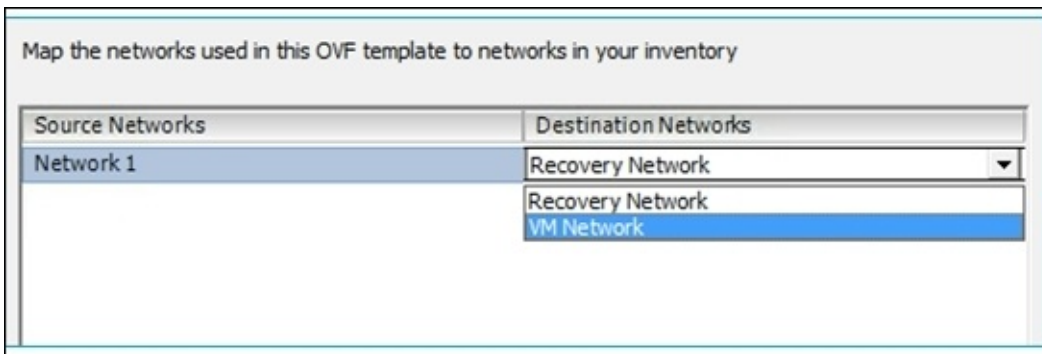 Map the networks used in this OVF template to networks in your inventory
Source Networks Destination Networks
Network 1 Recovery Network
Recovery Network
VM Network